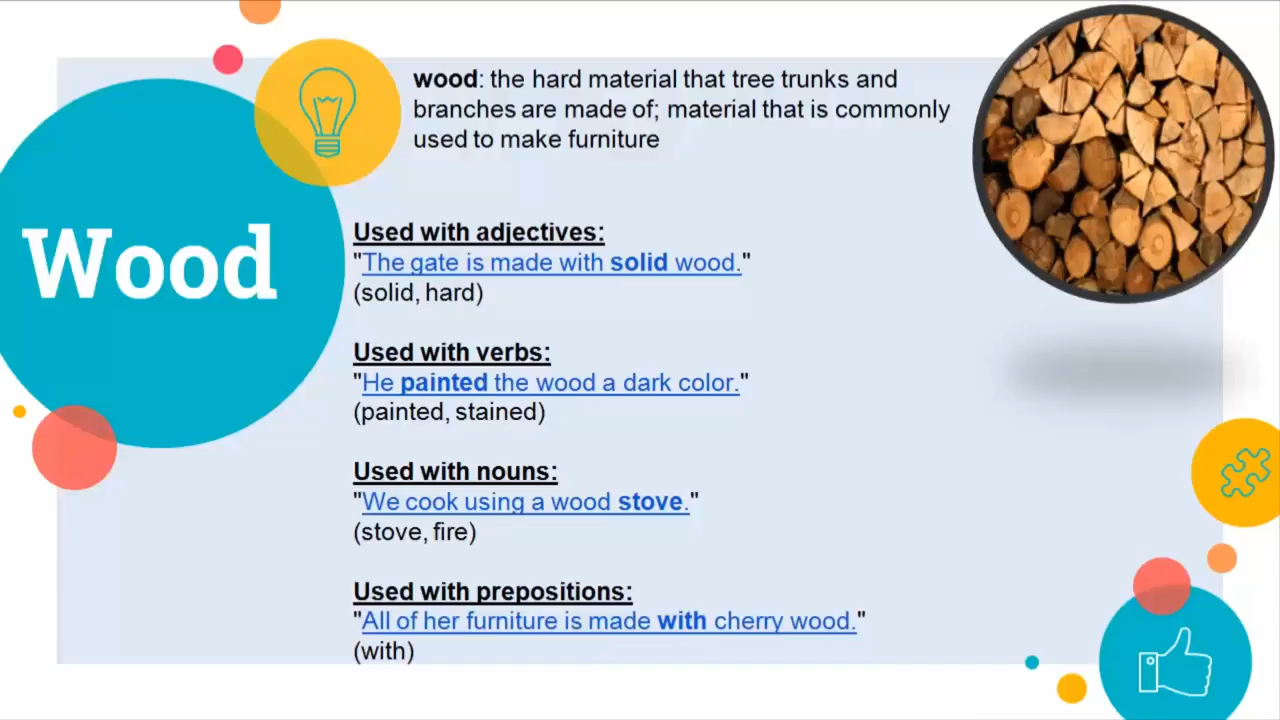 Wood
wood: the hard material that tree trunks and
branches are made of; material that is commonly
used to make furniture
Used with adjectives:
"The gate is made with solid wood."
(solid, hard)
Used with verbs:
"He painted the wood a dark color."
(painted, stained)
Used with nouns:
"We cook using a wood stove."
(stove, fire)
Used with prepositions:
"All of her furniture is made with cherry wood."
(with)